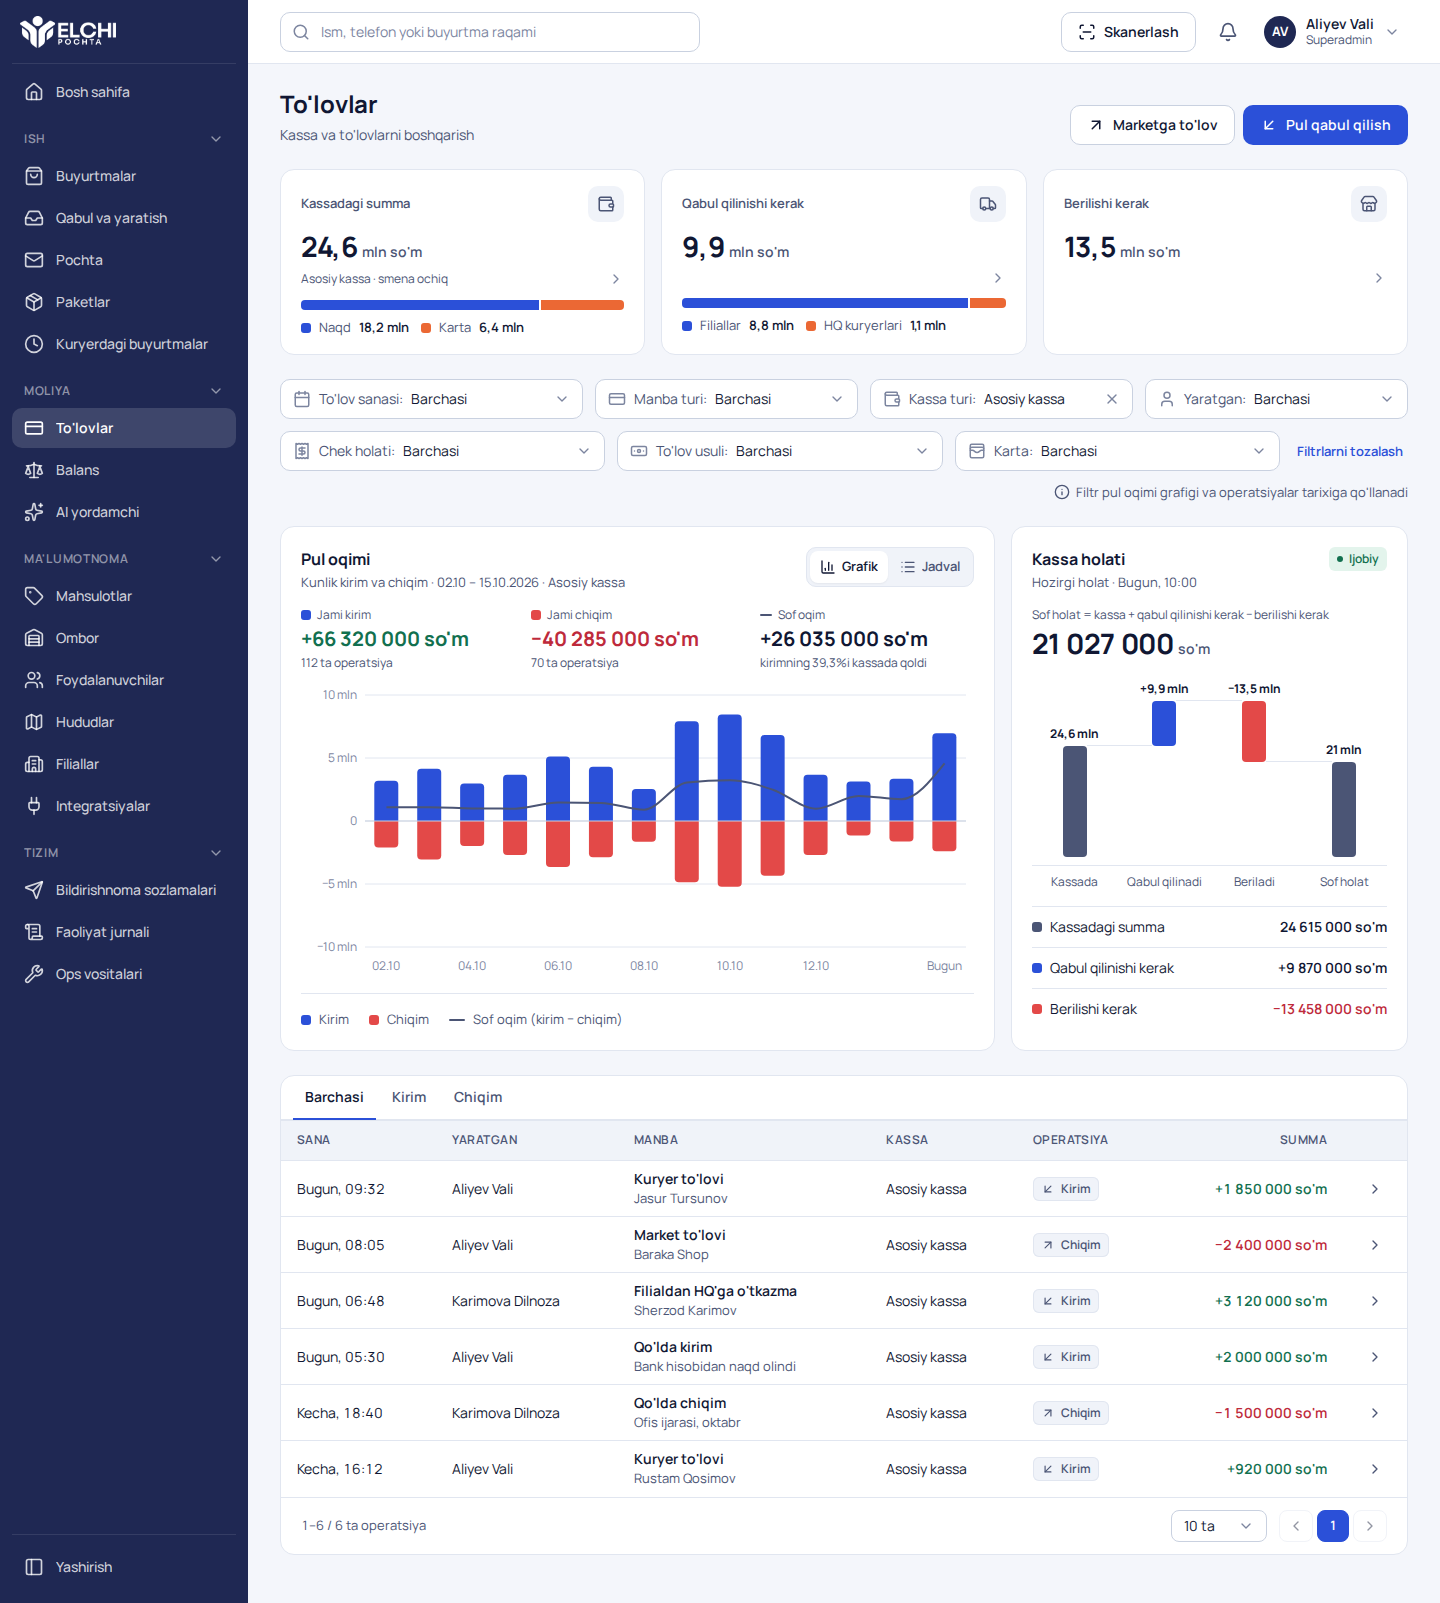 ELCHI
POCHTA
Bosh sahifa
ISH
Buyurtmalar
Qabul va yaratish
Pochta
Paketlar
Kuryerdagi buyurtmalar
MOLIYA
To'lovlar
Balans
AI yordamchi
MA'LUMOTNOMA
Mahsulotlar
Ombor
Foydalanuvchilar
Hududlar
Filiallar
Integratsiyalar
TIZIM
Bildirishnoma sozlamalari
Faoliyat jurnali
Ops vositalari
Yashirish
Ism, telefon yoki buyurtma raqami
Skanerlash
AV
Aliyev Vali
Superadmin
To'lovlar
Kassa va to'lovlarni boshqarish
Marketga to'lov
Pul qabul qilish
Kassadagi summa
24,6 mln so'm
Asosiy kassa · smena ochiq
Naqd 18,2 mln Karta 6,4 mln
Qabul qilinishi kerak
9,9 mln so'm
Filiallar 8,8 mln HQ kuryerlari 1,1 mln
Berilishi kerak
13,5 mln so'm
To'lov sanasi: Barchasi
Manba turi: Barchasi
Kassa turi: Asosiy kassa
Yaratgan: Barchasi
Chek holati: Barchasi
To'lov usuli: Barchasi
Karta: Barchasi
Filtrlarni tozalash
Filtr pul oqimi grafigi va operatsiyalar tarixiga qo'llanadi
Pul oqimi
Kunlik kirim va chiqim · 02.10 – 15.10.2026 · Asosiy kassa
Grafik
Jadval
Jami kirim
+66 320 000 so'm
112 ta operatsiya
Jami chiqim
−40 285 000 so'm
70 ta operatsiya
Sof oqim
+26 035 000 so'm
kirimning 39,3%i kassada qoldi
10 mln
5 mln
0
−5 mln
−10 mln
02.10 04.10 06.10 08.10 10.10 12.10 Bugun
Kirim Chiqim Sof oqim (kirim − chiqim)
Kassa holati
Ijobiy
Hozirgi holat · Bugun, 10:00
Sof holat = kassa + qabul qilinishi kerak − berilishi kerak
21 027 000 so'm
24,6 mln
+9,9 mln
−13,5 mln
21 mln
Kassada Qabul qilinadi Beriladi Sof holat
Kassadagi summa 24 615 000 so'm
Qabul qilinishi kerak +9 870 000 so'm
Berilishi kerak −13 458 000 so'm
Barchasi Kirim Chiqim
SANA YARATGAN MANBA KASSA OPERATSIYA SUMMA
Bugun, 09:32 Aliyev Vali Kuryer to'lovi Asosiy kassa Kirim +1 850 000 so'm
Jasur Tursunov
Bugun, 08:05 Aliyev Vali Market to'lovi Asosiy kassa Chiqim −2 400 000 so'm
Baraka Shop
Bugun, 06:48 Karimova Dilnoza Filialdan HQ'ga o'tkazma Asosiy kassa Kirim +3 120 000 so'm
Sherzod Karimov
Bugun, 05:30 Aliyev Vali Qo'lda kirim Asosiy kassa Kirim +2 000 000 so'm
Bank hisobidan naqd olindi
Kecha, 18:40 Karimova Dilnoza Qo'lda chiqim Asosiy kassa Chiqim −1 500 000 so'm
Ofis ijarasi, oktabr
Kecha, 16:12 Aliyev Vali Kuryer to'lovi Asosiy kassa Kirim +920 000 so'm
Rustam Qosimov
1–6 / 6 ta operatsiya
10 ta
1